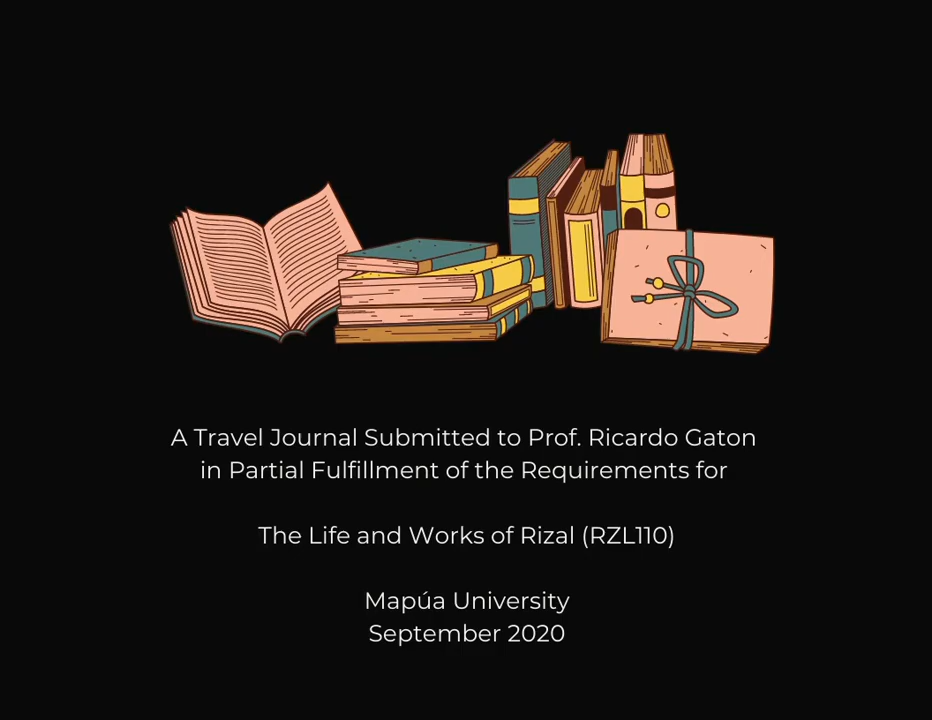 A Travel Journal Submitted to Prof. Ricardo Gaton
in Partial Fulfillment of the Requirements for
The Life and Works of Rizal (RZL110)
Mapúa University
September 2020